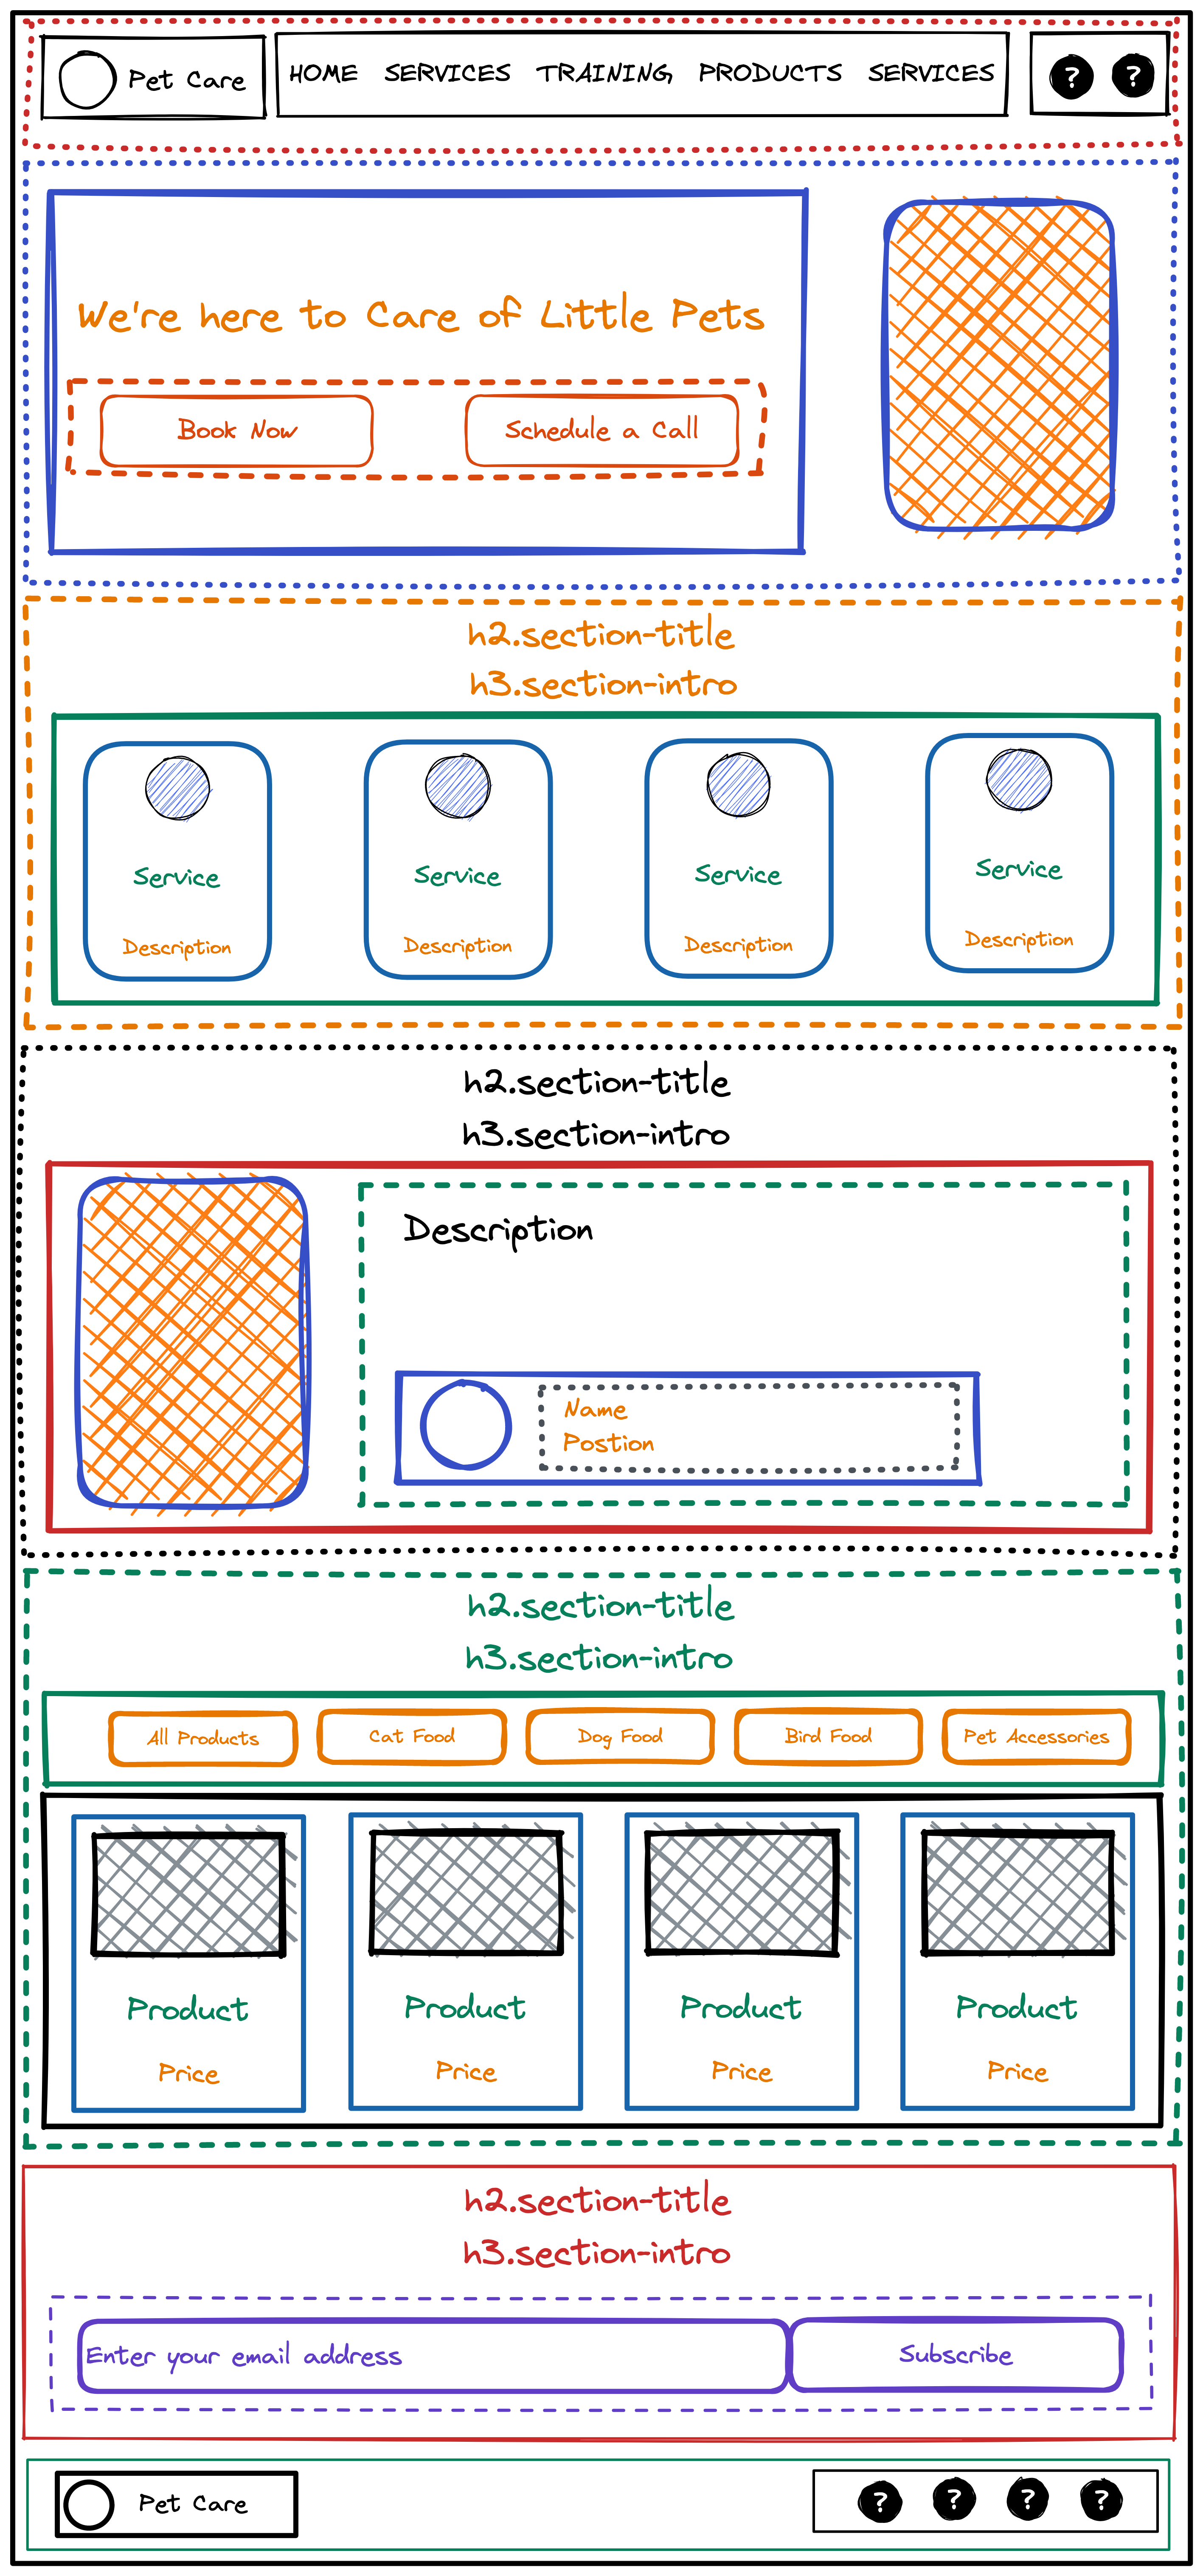 Pet Care
HOME SERVICES TRAINING, PRODUCTS SERVICES
? ?
We're here to Care of Little Pets
Book Now
Schedule a Call
h2.section-title
h3.section-intro
Service
Service
Service
Service
Description
Description
Description
Description
h2.section-title
h3.section-intro
Description
Name
Postion
h2.section-title
h3.section-intro
All Products
Cat Food
Dog Food
Bird Food
Pet Accessories
Product
Product
Product
Product
Price
Price
Price
Price
h2.section-title
h3.section-intro
Enter your email address
Subscribe
Pet Care
? ? ? ?